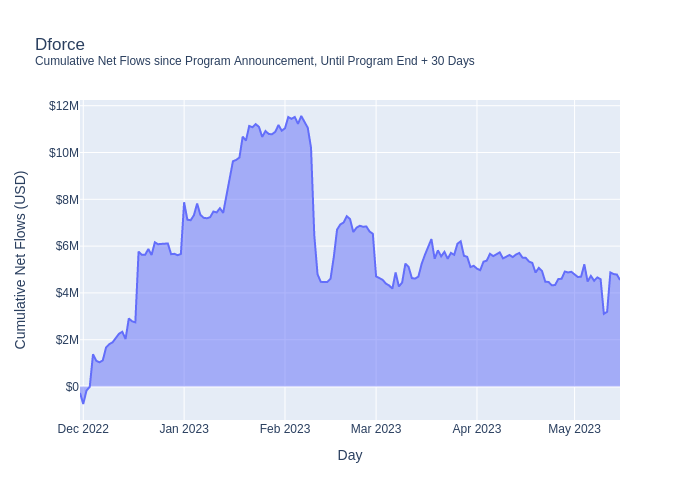 Dforce
Cumulative Net Flows since Program Announcement, Until Program End + 30 Days
Cumulative Net Flows (USD)
$12M
$10M
$8M
$6M
$4M
$2M
$0
Dec 2022
Jan 2023
Feb 2023
Mar 2023
Apr 2023
May 2023
Day